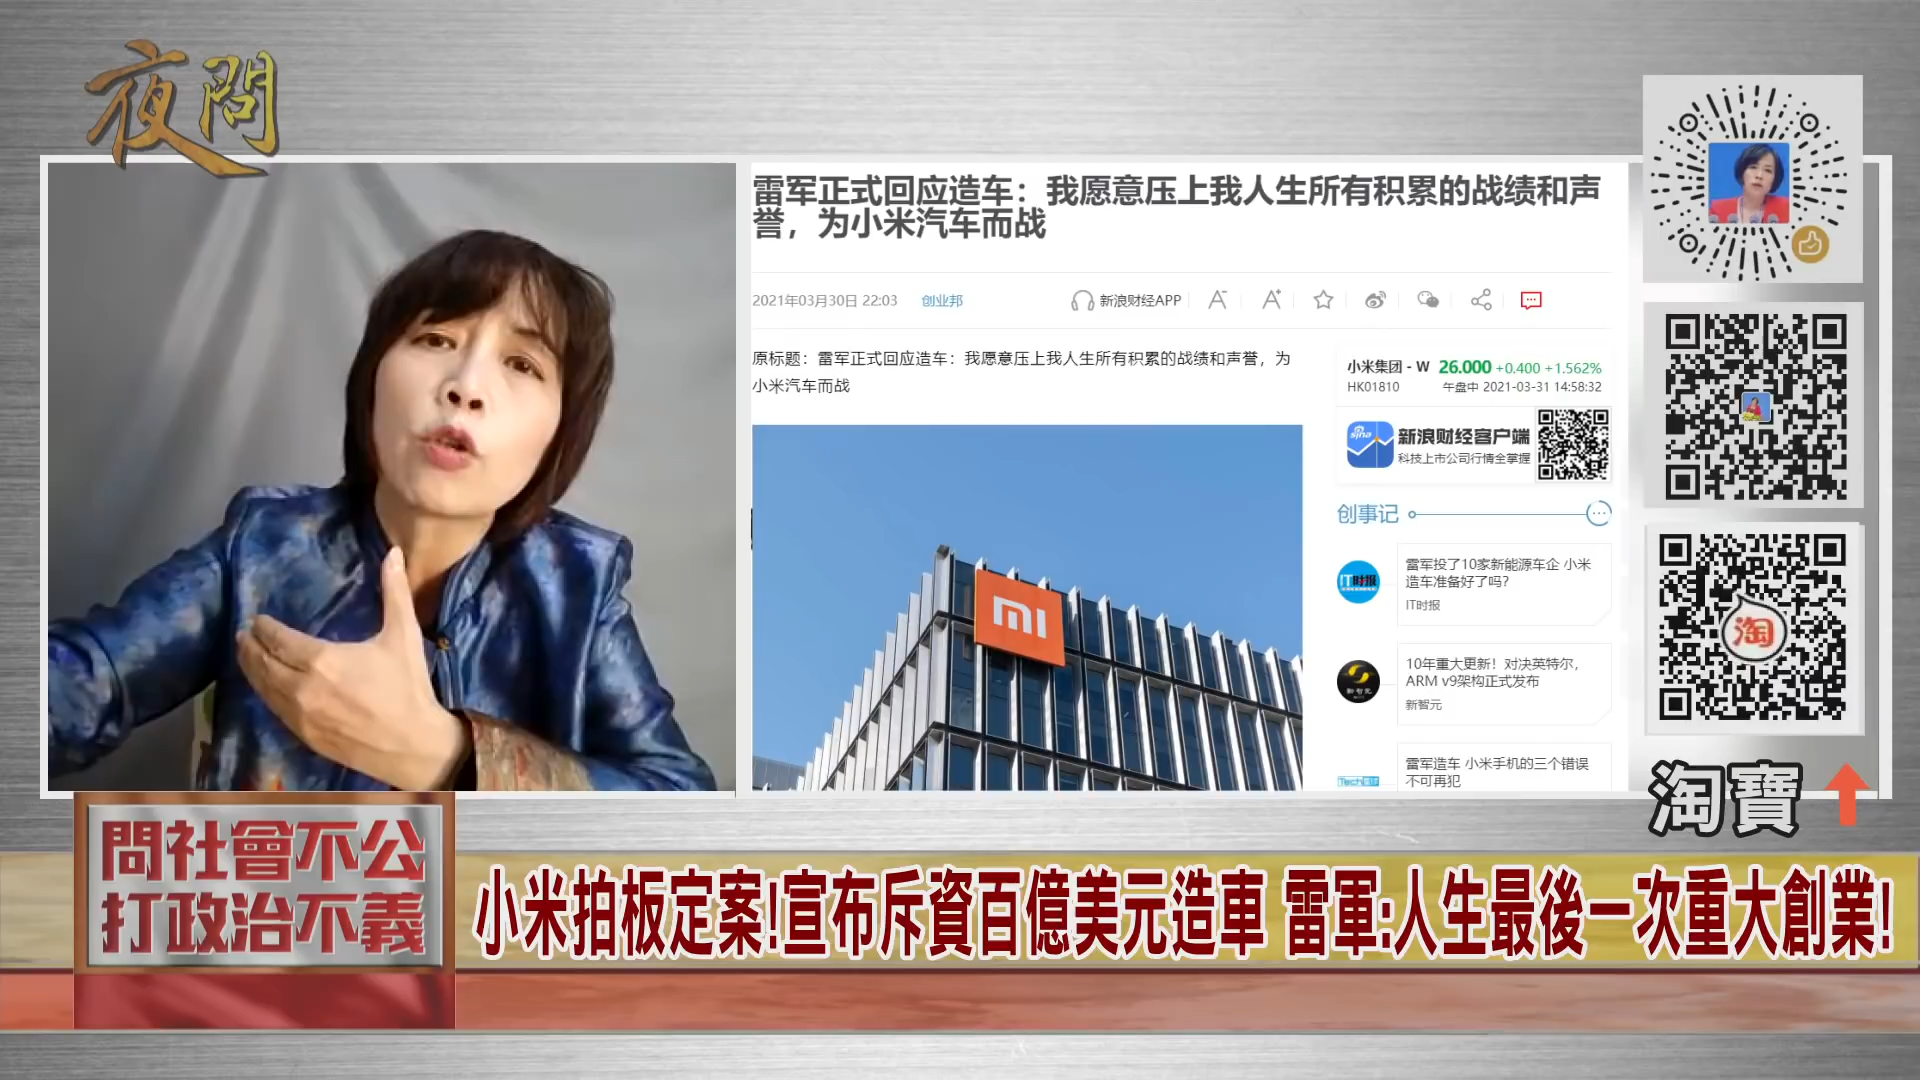 夜問
雷军正式回应造车：我愿意压上我人生所有积累的战绩和声
誉，为小米汽车而战
2021年03月30日 22:03 创业邦 新浪财经APP
原标题：雷军正式回应造车：我愿意压上我人生所有积累的战绩和声誉，为
小米汽车而战
小米集团 - W 26.000 +0.400 +1.562%
HK01810 午盘中 2021-03-31 14:58:32
sina
新浪财经客户端
科技上市公司行情全掌握
创事记
IT时报
雷军投了10家新能源车企 小米
造车准备好了吗？
IT时报
新智元
10年重大更新！对决英特尔，
ARM v9架构正式发布
新智元
雷军造车 小米手机的三个错误
不可再犯
mi
淘
淘寶
問社會不公
打政治不義
小米拍板定案!宣布斥資百億美元造車 雷軍:人生最後一次重大創業!